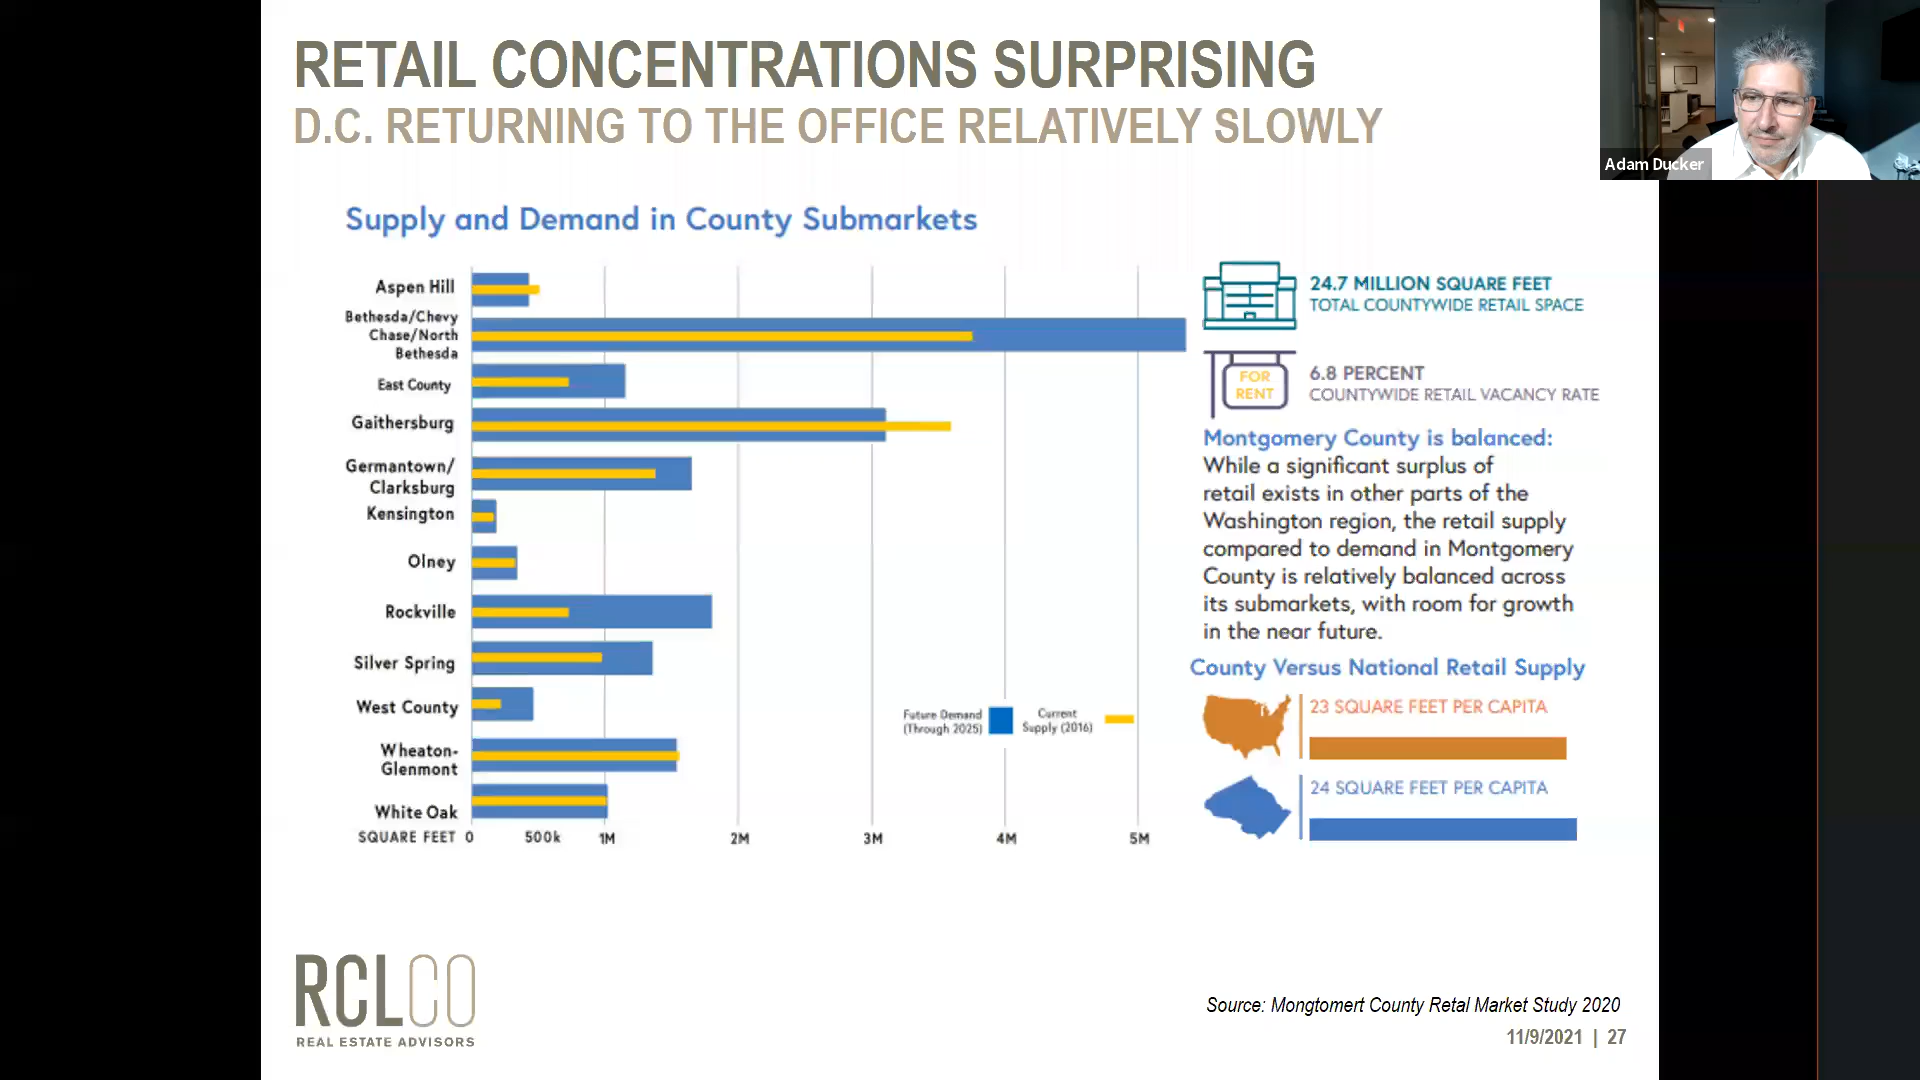 RETAIL CONCENTRATIONS SURPRISING
D.C. RETURNING TO THE OFFICE RELATIVELY SLOWLY
Adam Ducker
Supply and Demand in County Submarkets
Aspen Hill
Bethesda/Chevy
Chase/North
Bethesda
East County
Gaithersburg
Germantown/
Clarksburg
Kensington
Olney
Rockville
Silver Spring
West County
Wheaton-
Glenmont
White Oak
SQUARE FEET 0 500k 1M 2M 3M 4M 5M
Future Demand
(Through 2025)
Current
Supply (2016)
24.7 MILLION SQUARE FEET
TOTAL COUNTYWIDE RETAIL SPACE
FOR
RENT
6.8 PERCENT
COUNTYWIDE RETAIL VACANCY RATE
Montgomery County is balanced:
While a significant surplus of
retail exists in other parts of the
Washington region, the retail supply
compared to demand in Montgomery
County is relatively balanced across
its submarkets, with room for growth
in the near future.
County Versus National Retail Supply
23 SQUARE FEET PER CAPITA
24 SQUARE FEET PER CAPITA
RCLCO
REAL ESTATE ADVISORS
Source: Mongtomert County Retal Market Study 2020
11/9/2021 | 27